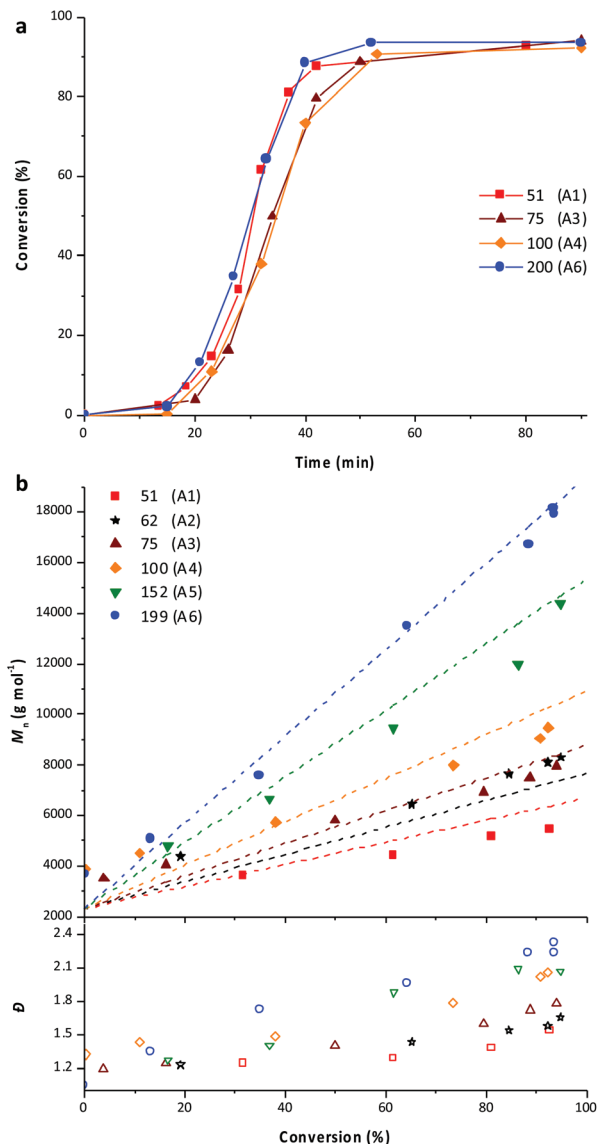 a
100
80
60
40
20
0
Conversion (%)
51 (A1)
75 (A3)
100 (A4)
200 (A6)
0 20 40 60 80
Time (min)
b
18000
16000
14000
12000
10000
8000
6000
4000
2000
Mn (g mol-1)
51 (A1)
62 (A2)
75 (A3)
100 (A4)
152 (A5)
199 (A6)
2.4
2.1
1.8
1.5
1.2
Đ
0 20 40 60 80 100
Conversion (%)